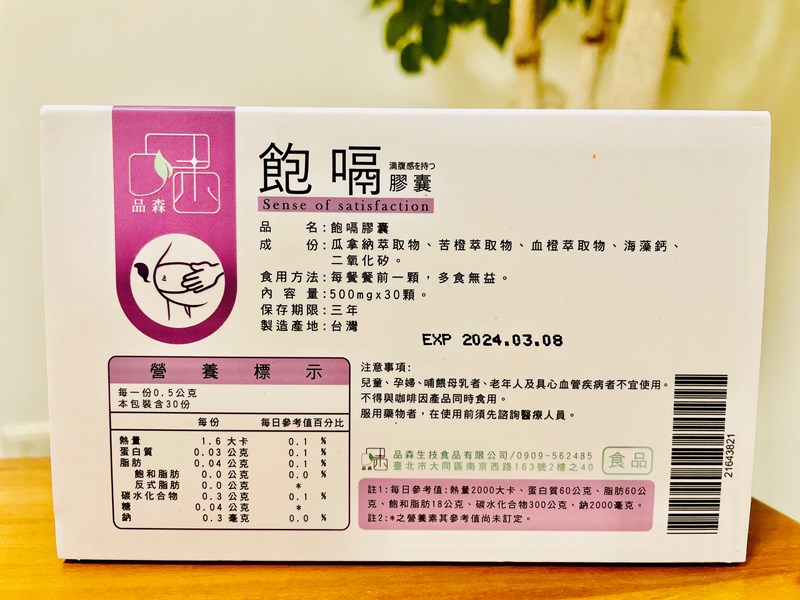 品森
飽嗝
満腹感を持つ
膠囊
Sense of satisfaction
品　　名:飽嗝膠囊
成　　份:瓜拿納萃取物、苦橙萃取物、血橙萃取物、海藻鈣、
二氧化矽。
食用方法:每餐餐前一顆，多食無益。
內 容 量:500mgx30顆。
保存期限:三年
製造產地:台灣
EXP 2024.03.08
營養標示
每一份0.5公克
本包裝含30份
每份 每日參考值百分比
熱量 1.6 大卡 0.1 %
蛋白質 0.03 公克 0.1 %
脂肪 0.04 公克 0.1 %
飽和脂肪 0.0 公克 0.0 %
反式脂肪 0.0 公克 *
碳水化合物 0.3 公克 0.1 %
糖 0.04 公克 *
鈉 0.3 毫克 0.0 %
注意事項:
兒童、孕婦、哺餵母乳者、老年人及具心血管疾病者不宜使用。
不得與咖啡因產品同時食用。
服用藥物者，在使用前須先諮詢醫療人員。
品森生技食品有限公司/0909-562485
臺北市大同區南京西路163號2樓之40
食品
註1:每日參考值:熱量2000大卡、蛋白質60公克、脂肪60公
克、飽和脂肪18公克、碳水化合物300公克、鈉2000毫克。
註2:*之營養素其參考值尚未訂定。
21643821